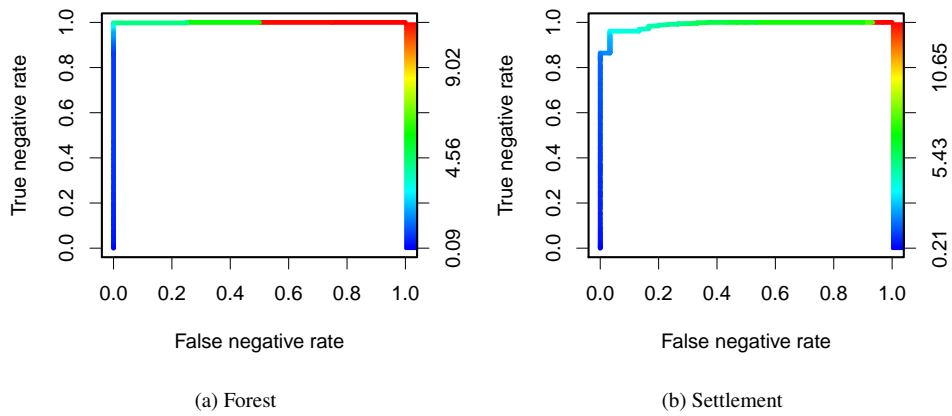 True negative rate
1.0
0.8
0.6
0.4
0.2
0.0
9.02
4.56
0.09
0.0 0.2 0.4 0.6 0.8 1.0
False negative rate
(a) Forest
True negative rate
1.0
0.8
0.6
0.4
0.2
0.0
10.65
5.43
0.21
0.0 0.2 0.4 0.6 0.8 1.0
False negative rate
(b) Settlement